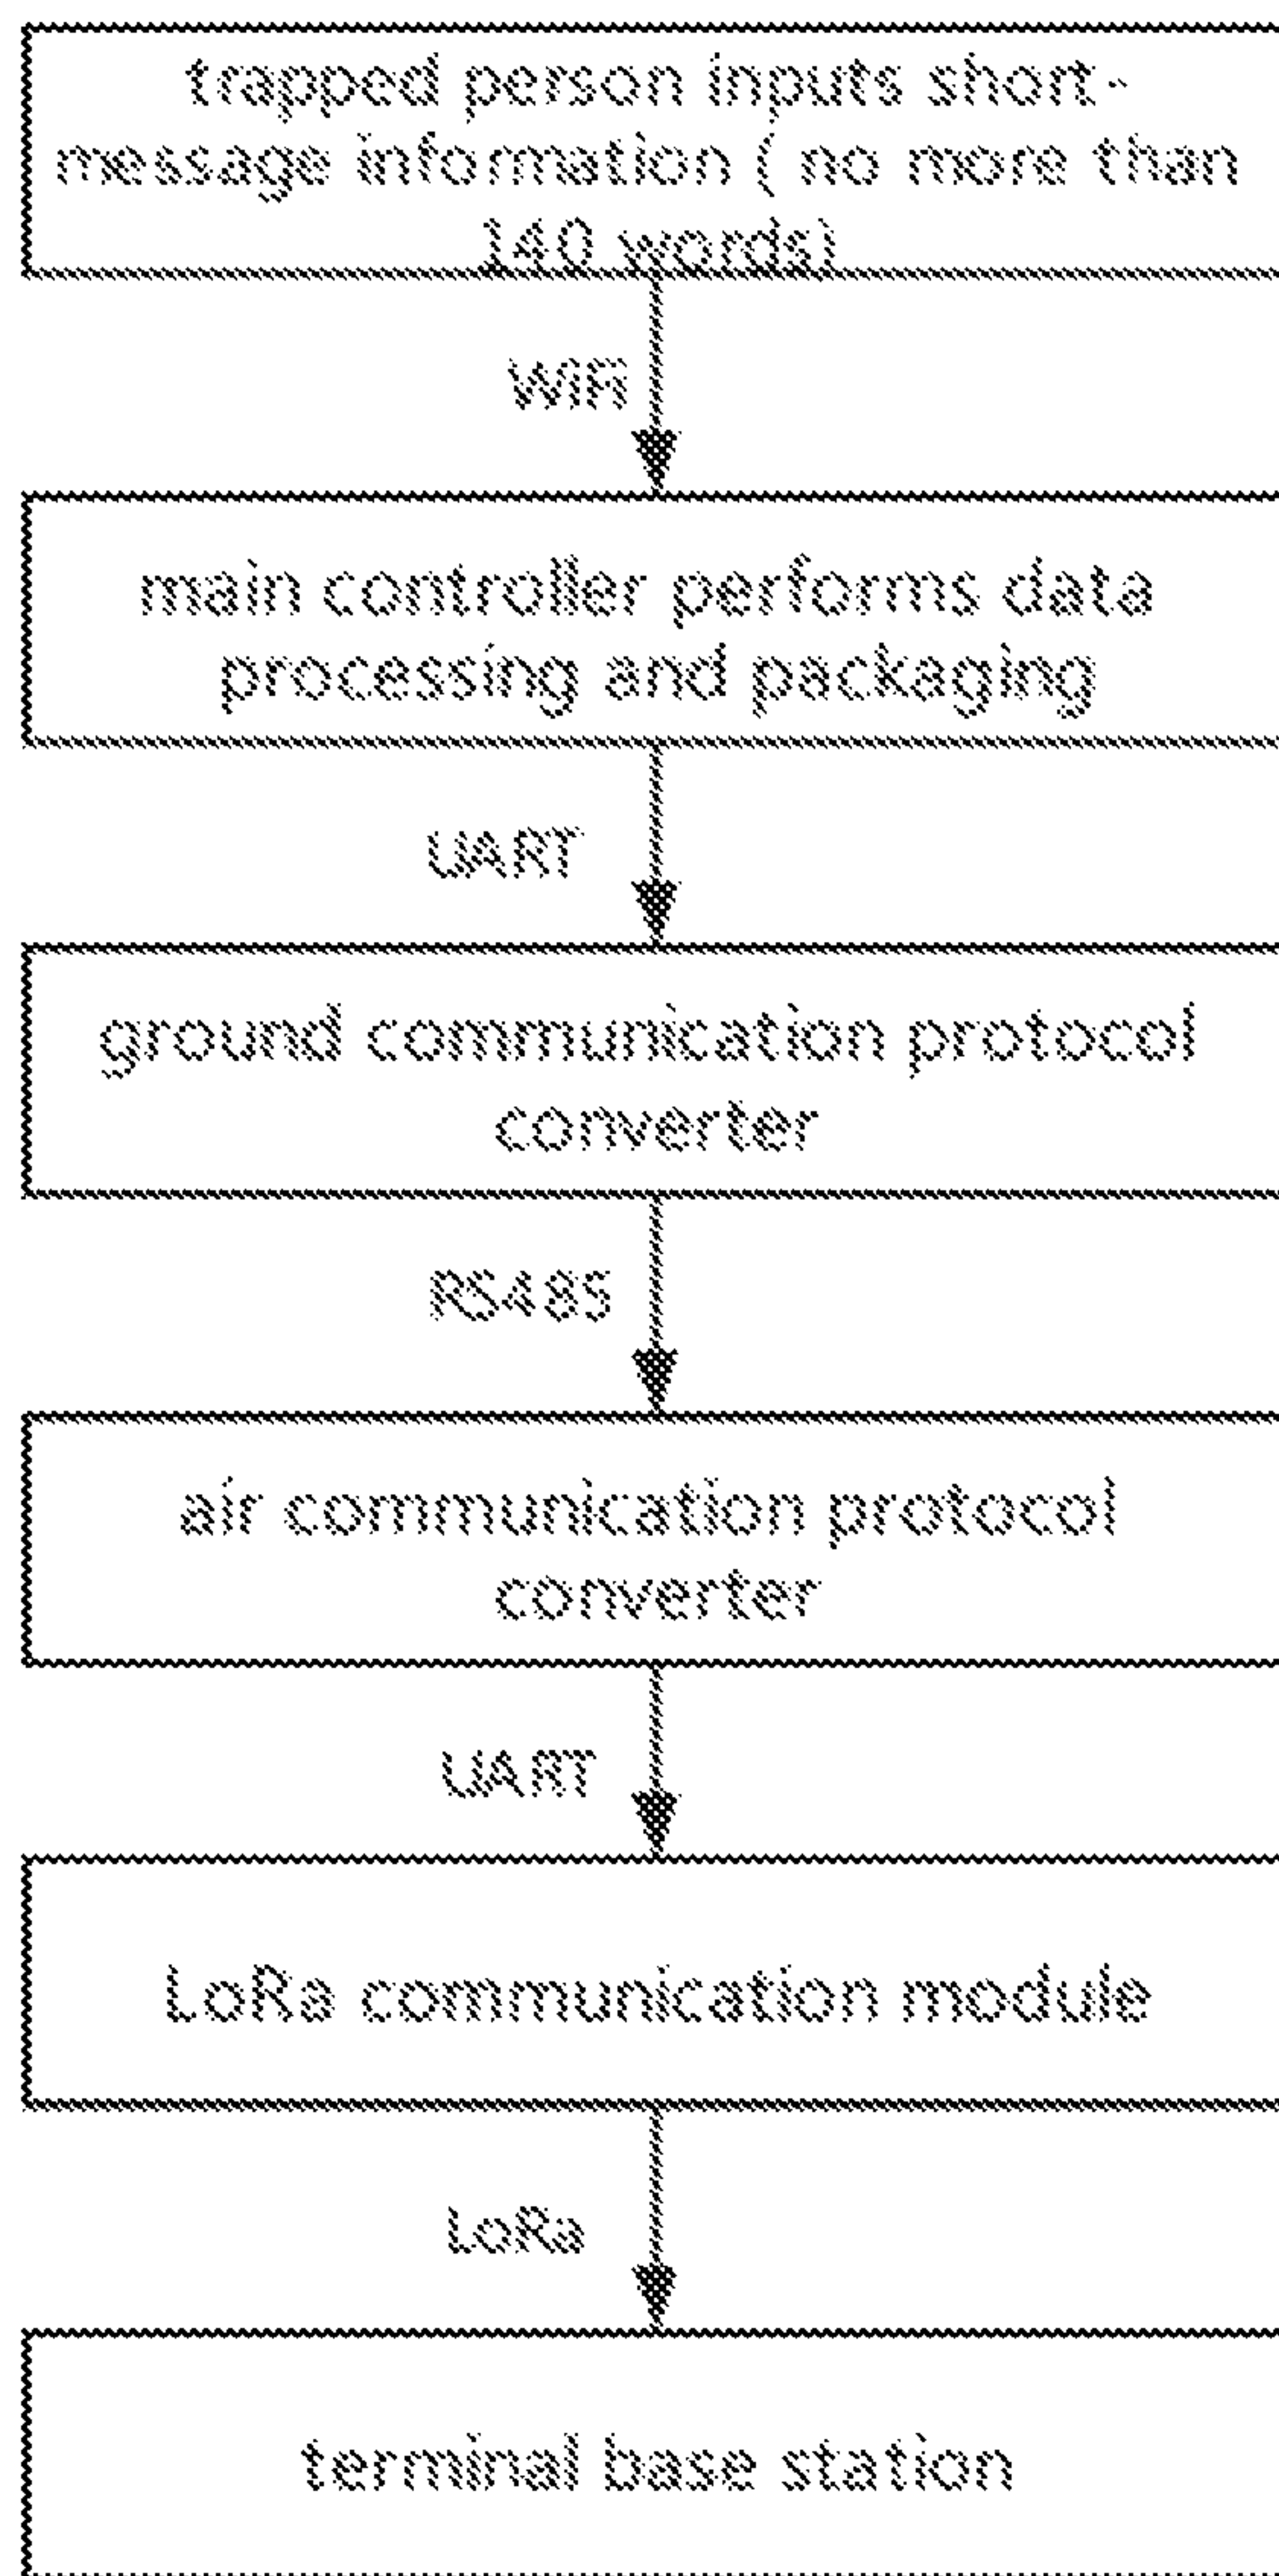 trapped person inputs short-
message information ( no more than
140 words)
WiFi
main controller performs data
processing and packaging
UART
ground communication protocol
converter
RS485
air communication protocol
converter
UART
LoRa communication module
LoRa
terminal base station